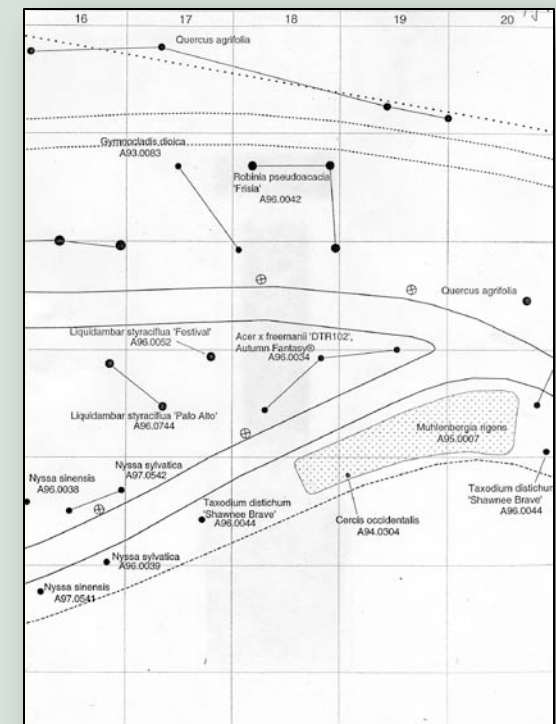 16 17 18 19 20
Quercus agrifolia
Gymnocladis dioica
A93.0083
Robinia pseudoacacia
'Frisia'
A96.0042
Quercus agrifolia
Liquidambar styraciflua 'Festival'
A96.0052
Acer x freemanii 'DTR102',
Autumn Fantasy®
A96.0034
Liquidambar styraciflua 'Palo Alto'
A96.0744
Muhlenbergia rigens
A95.0007
Nyssa sinensis
A96.0038
Nyssa sylvatica
A97.0542
Taxodium distichum
'Shawnee Brave'
A96.0044
Cercis occidentalis
A94.0304
Taxodium distichum
'Shawnee Brave'
A96.0044
Nyssa sylvatica
A96.0039
Nyssa sinensis
A97.0541